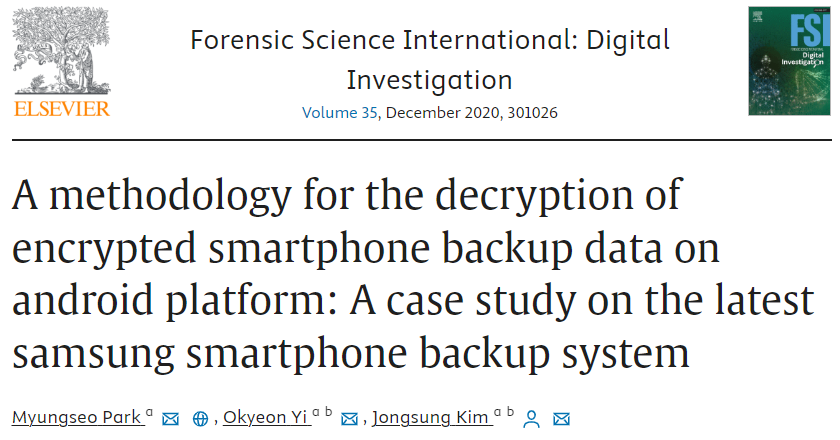 Forensic Science International: Digital
Investigation
Volume 35, December 2020, 301026
ELSEVIER
FSI
Digital
Investigation
A methodology for the decryption of
encrypted smartphone backup data on
android platform: A case study on the latest
samsung smartphone backup system
Myungseo Park a, Okyeon Yi a b, Jongsung Kim a b